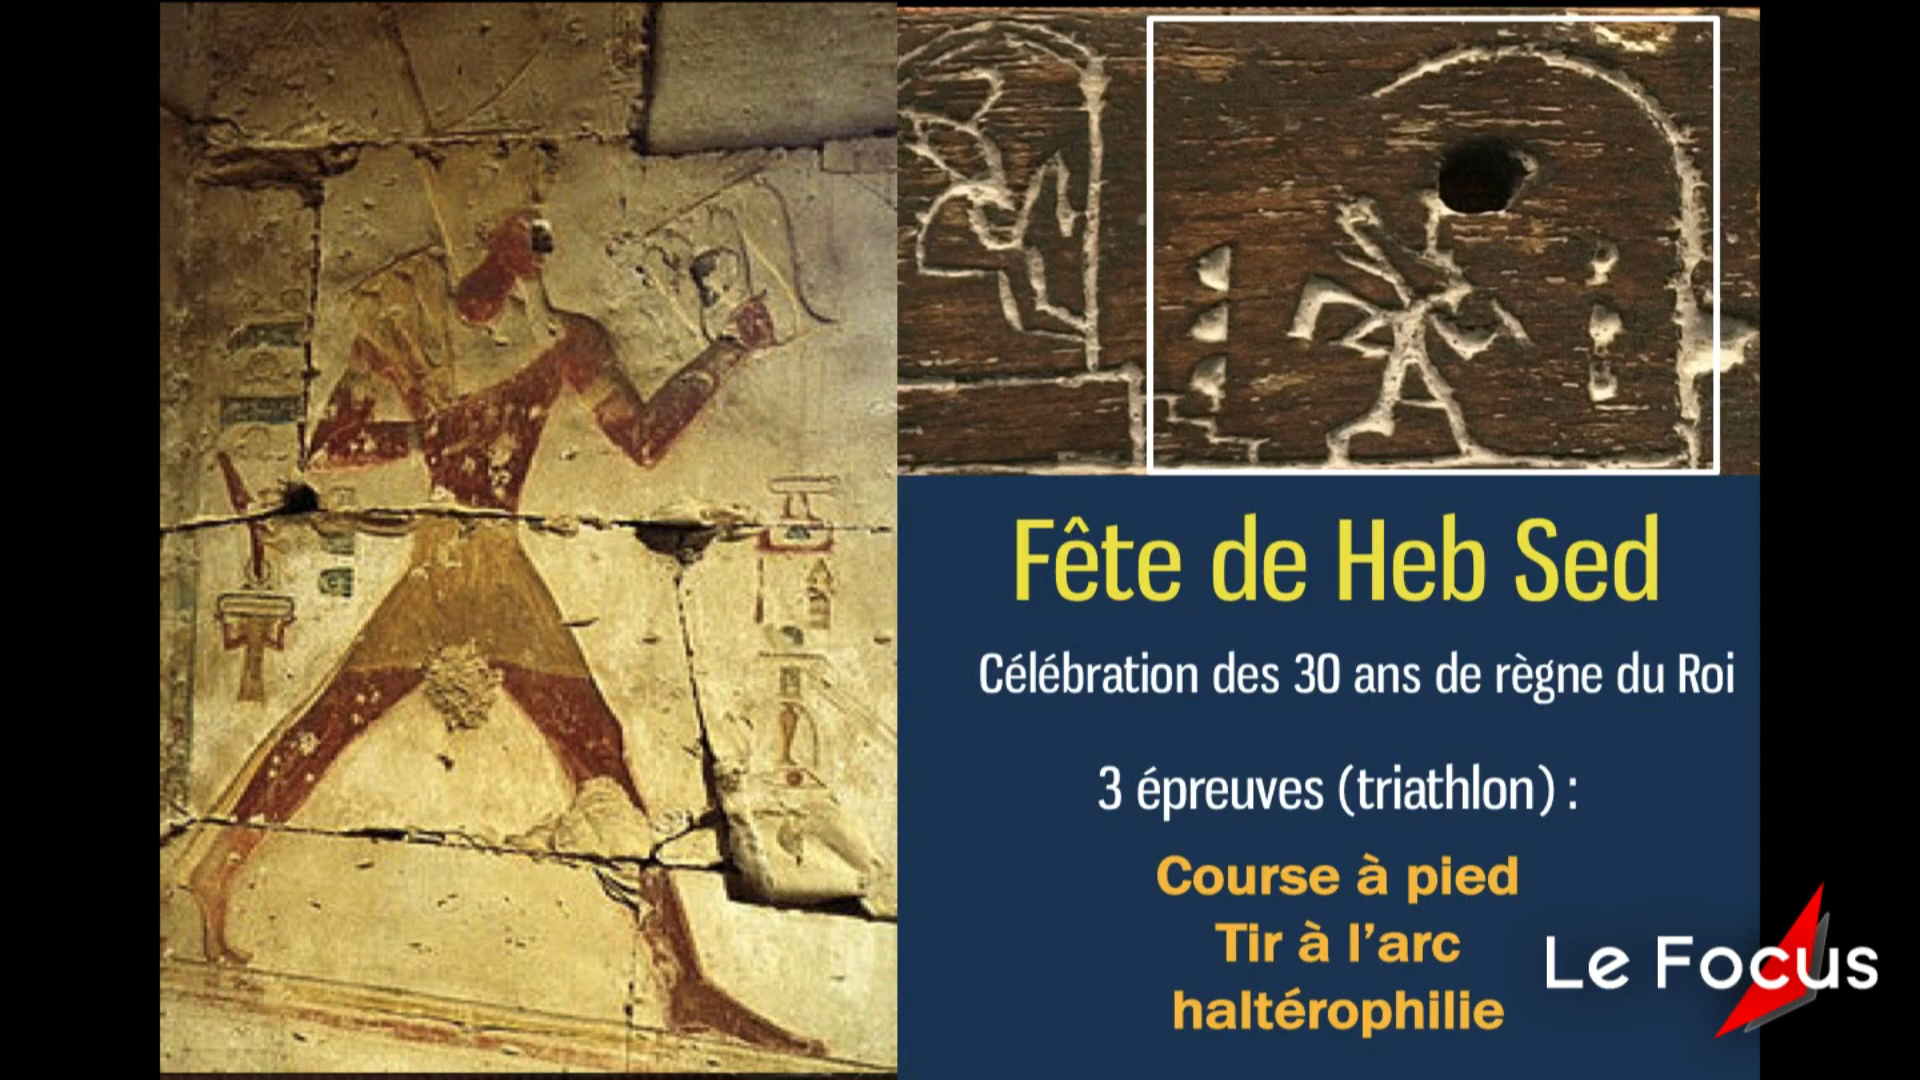 Fête de Heb Sed
Célébration des 30 ans de règne du Roi
3 épreuves (triathlon) :
Course à pied
Tir à l'arc
haltérophilie
Le Focus